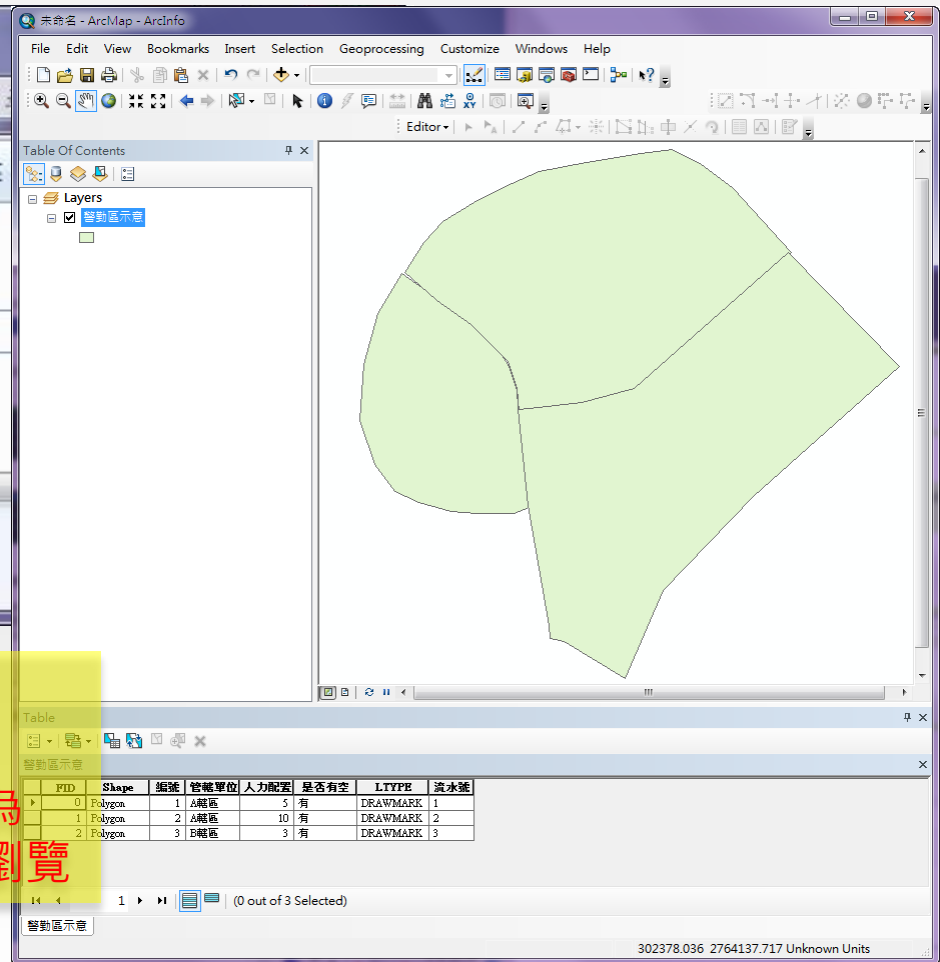 未命名 - ArcMap - ArcInfo
File Edit View Bookmarks Insert Selection Geoprocessing Customize Windows Help
Editor
Table Of Contents
Layers
警勤區示意
Table
警勤區示意
FID Shape 編號 管轄單位 人力配置 是否有空 LTYPE 流水號
0 Polygon 1 A轄區 5 有 DRAWMARK 1
1 Polygon 2 A轄區 10 有 DRAWMARK 2
2 Polygon 3 B轄區 3 有 DRAWMARK 3
為
瀏覽
1 (0 out of 3 Selected)
警勤區示意
302378.036 2764137.717 Unknown Units